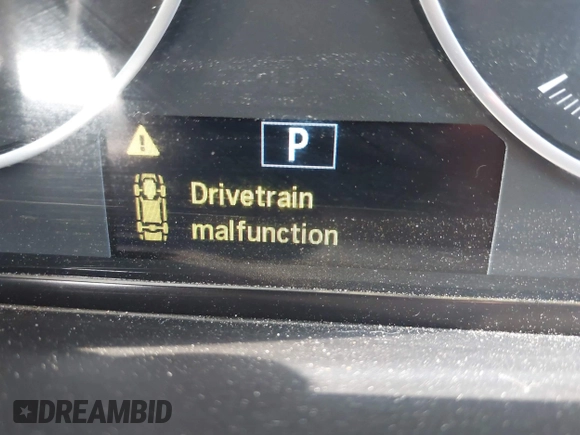 P
Drivetrain
malfunction
DREAMBID